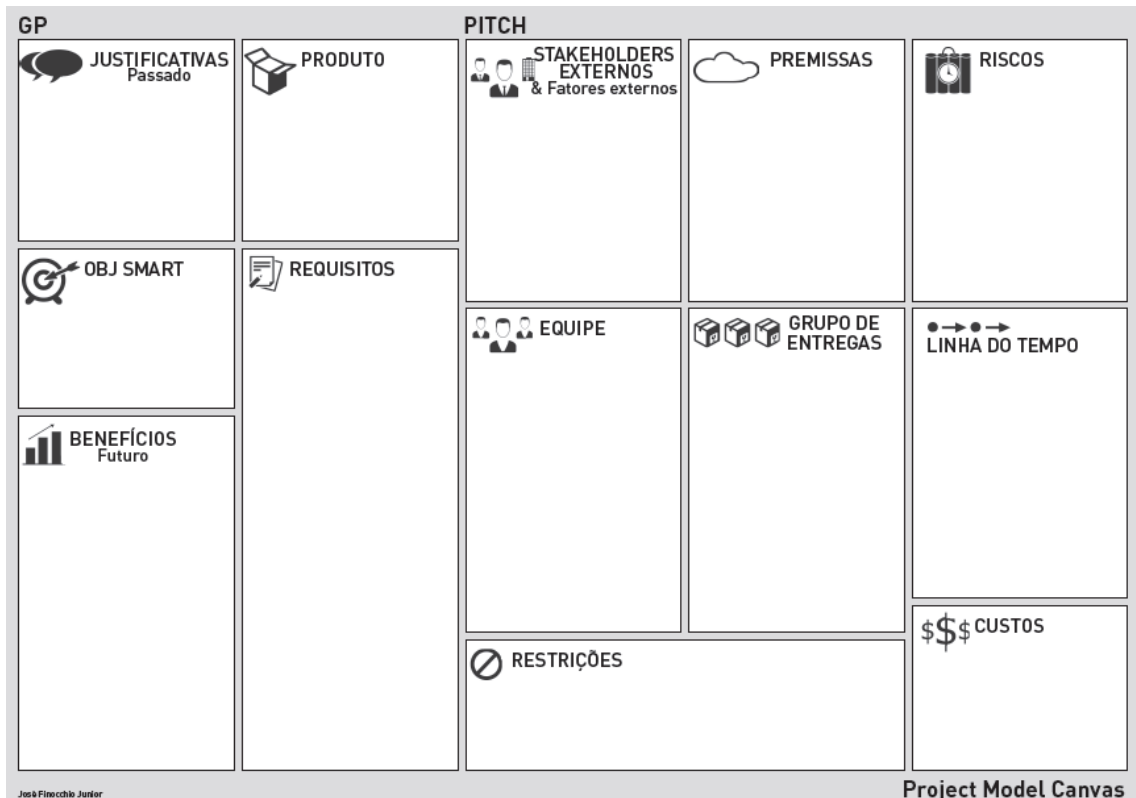 GP
PITCH
JUSTIFICATIVAS
Passado
PRODUTO
STAKEHOLDERS
EXTERNOS
& Fatores externos
PREMISSAS
RISCOS
OBJ SMART
REQUISITOS
BENEFÍCIOS
Futuro
EQUIPE
GRUPO DE
ENTREGAS
LINHA DO TEMPO
RESTRIÇÕES
$$$ CUSTOS
José Finocchio Junior
Project Model Canvas